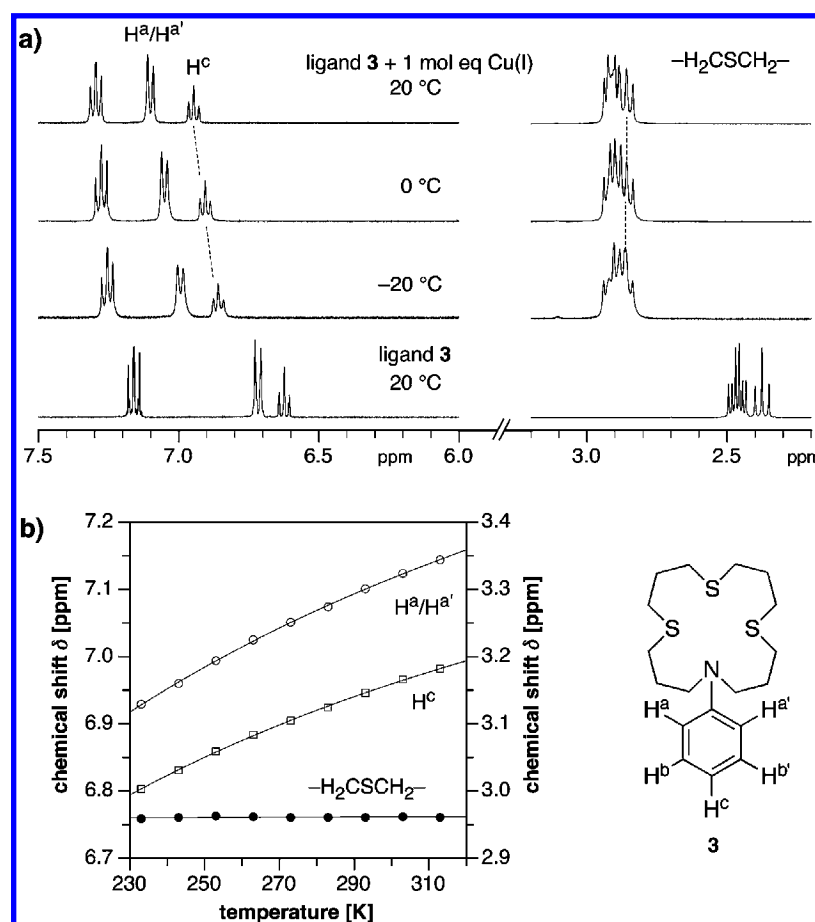 a)
Hᵃ/Hᵃ'
Hᶜ
ligand 3 + 1 mol eq Cu(I)
20 °C
–H₂CSCH₂–
0 °C
–20 °C
ligand 3
20 °C
7.5 7.0 6.5 ppm 6.0 3.0 2.5 ppm
b)
7.2 3.4
7.1 3.3
7.0 3.2
6.9 3.1
6.8 3.0
6.7 2.9
chemical shift δ [ppm]
chemical shift δ [ppm]
Hᵃ/Hᵃ'
Hᶜ
–H₂CSCH₂–
230 250 270 290 310
temperature [K]
S
S S
N
Hᵃ Hᵃ'
Hᵇ Hᵇ'
Hᶜ
3